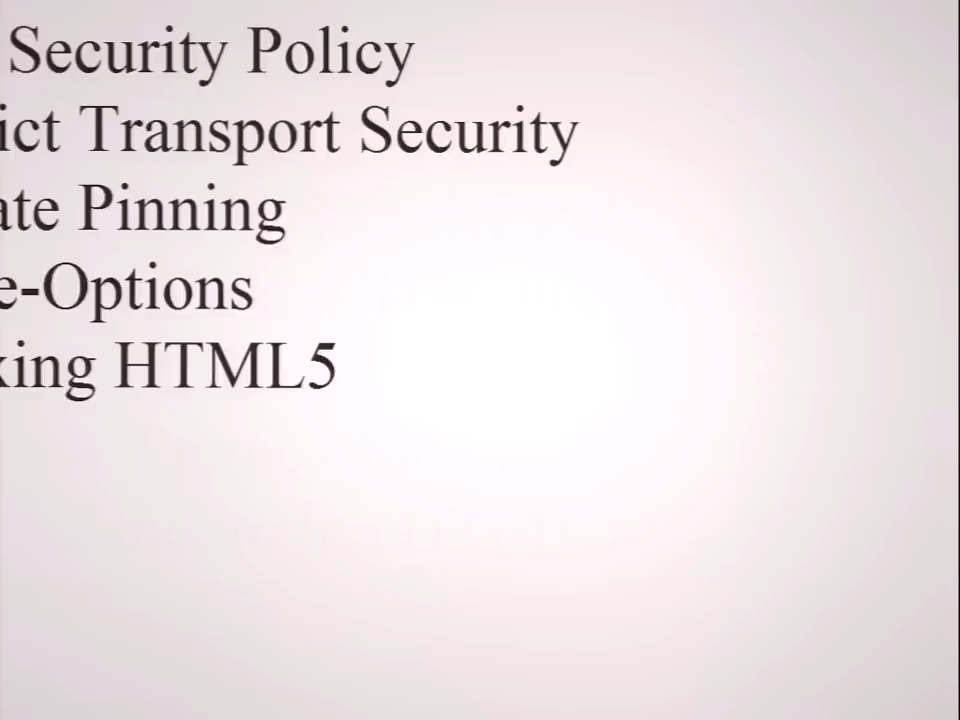 Security Policy
ict Transport Security
ate Pinning
e-Options
king HTML5